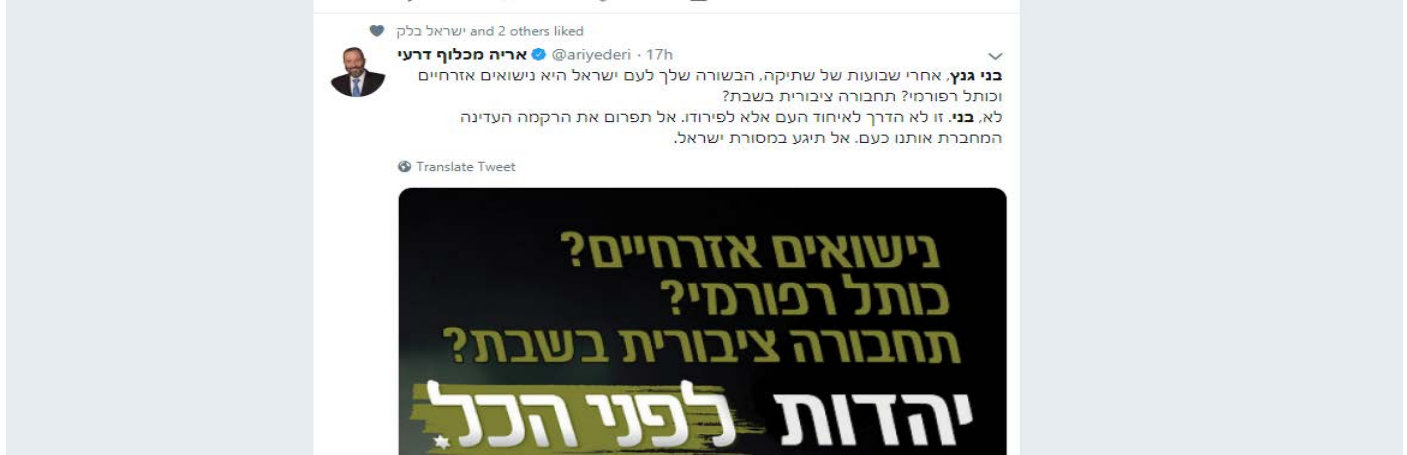 ישראל בלק and 2 others liked
אריה מכלוף דרעי @ariyederi · 17h
בני גנץ, אחרי שבועות של שתיקה, הבשורה שלך לעם ישראל היא נישואים אזרחיים
וכותל רפורמי? תחבורה ציבורית בשבת?
לא, בני. זו לא הדרך לאיחוד העם אלא לפירודו. אל תפרום את הרקמה העדינה
המחברת אותנו כעם. אל תיגע במסורת ישראל.
Translate Tweet
נישואים אזרחיים?
כותל רפורמי?
תחבורה ציבורית בשבת?
יהדות לפני הכל.